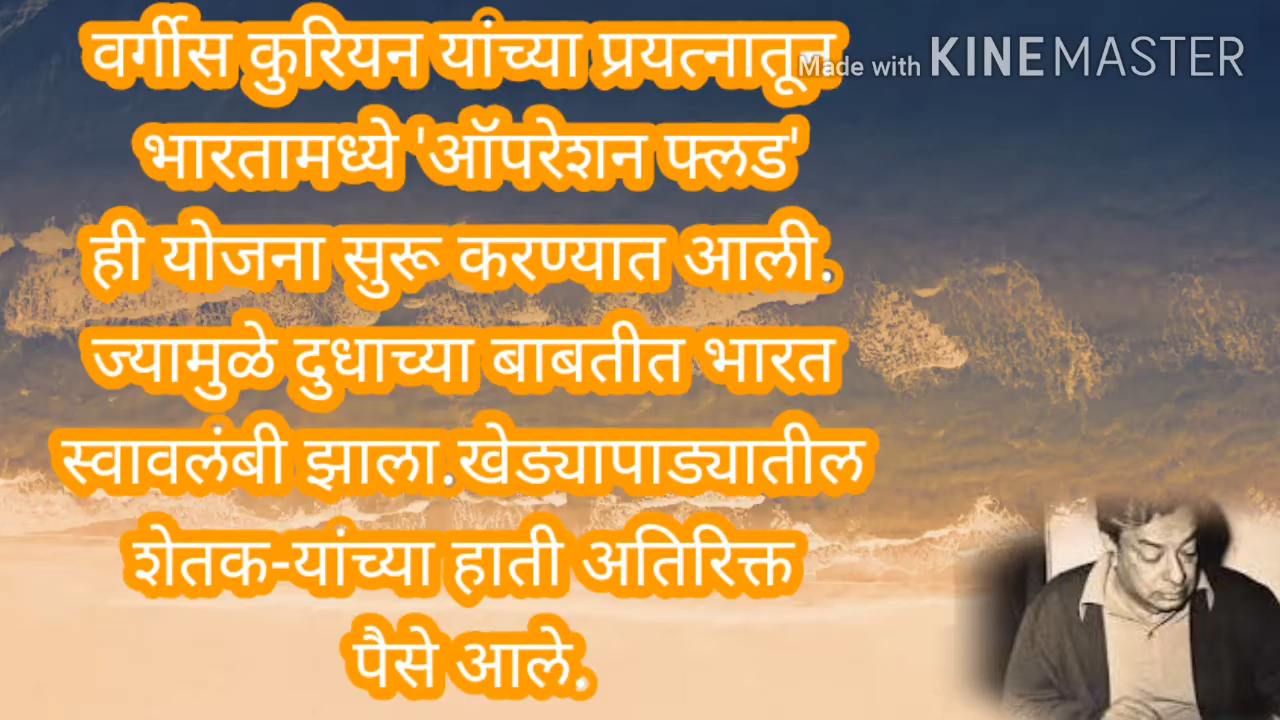 वर्गीस कुरियन यांच्या प्रयत्नातून
Made with KINEMASTER
भारतामध्ये 'ऑपरेशन फ्लड'
ही योजना सुरू करण्यात आली.
ज्यामुळे दुधाच्या बाबतीत भारत
स्वावलंबी झाला.खेड्यापाड्यातील
शेतक-यांच्या हाती अतिरिक्त
पैसे आले.